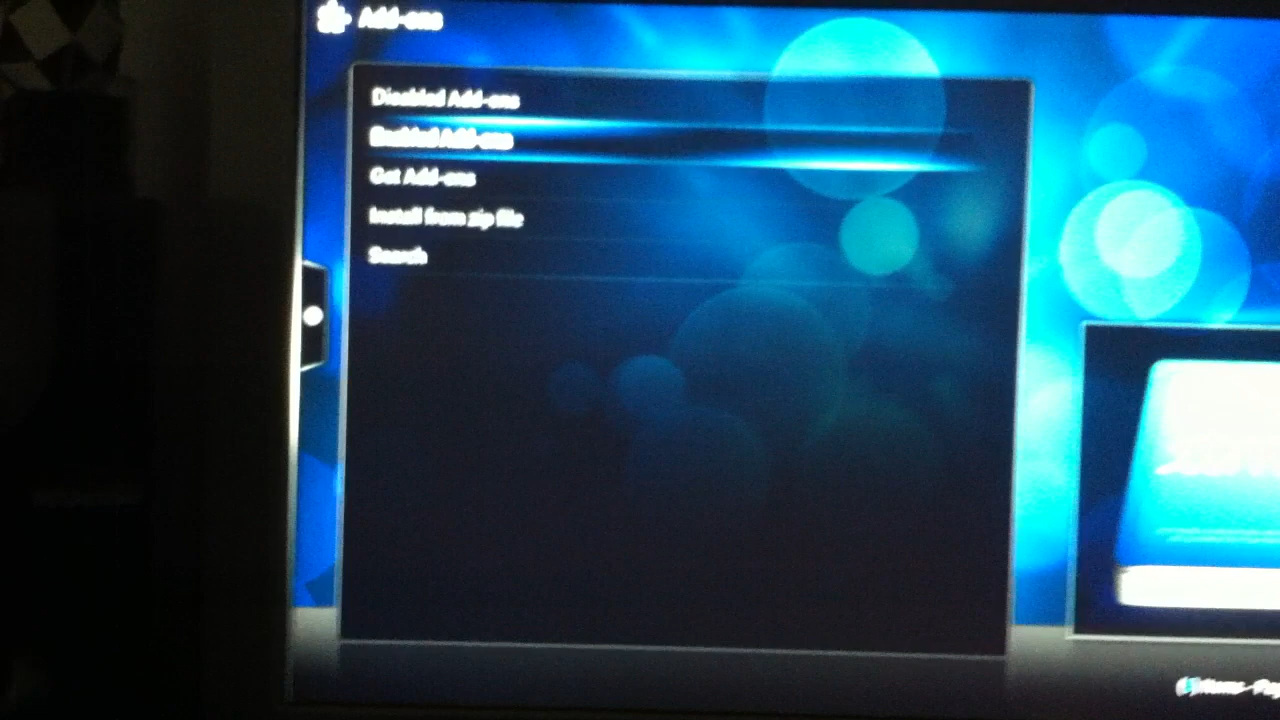 Add-ons
Disabled Add-ons
Enabled Add-ons
Get Add-ons
Install from zip file
Search